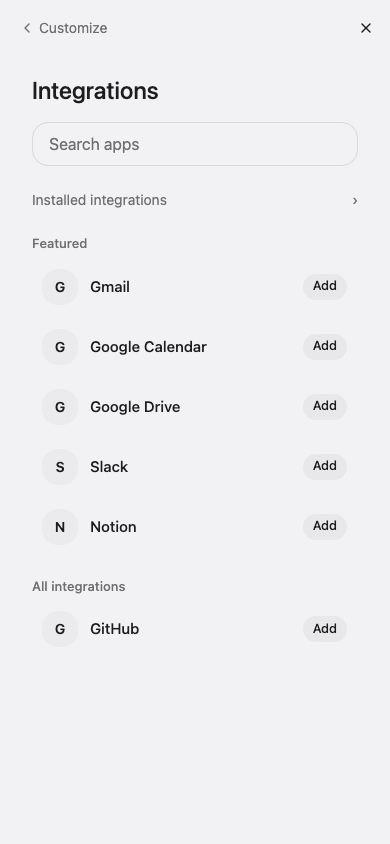 Customize
Integrations
Search apps
Installed integrations
Featured
G Gmail Add
G Google Calendar Add
G Google Drive Add
S Slack Add
N Notion Add
All integrations
G GitHub Add